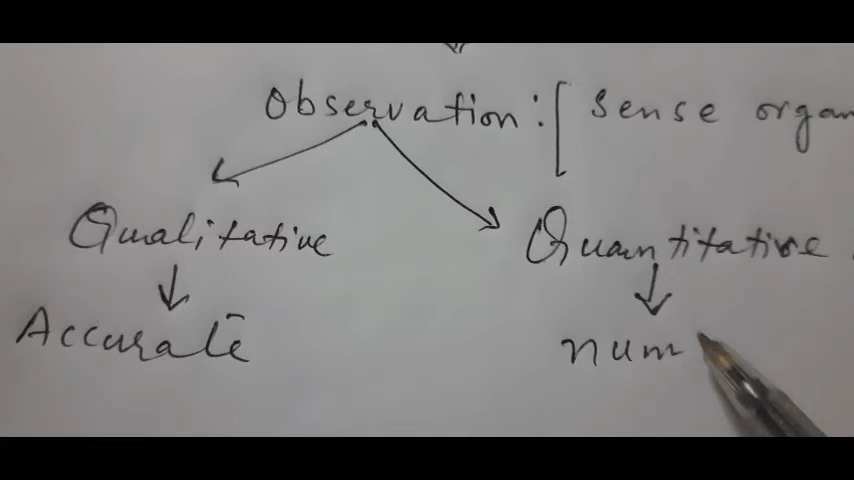 Observation : [ Sense organ
Qualitative Quantitative
Accurate num